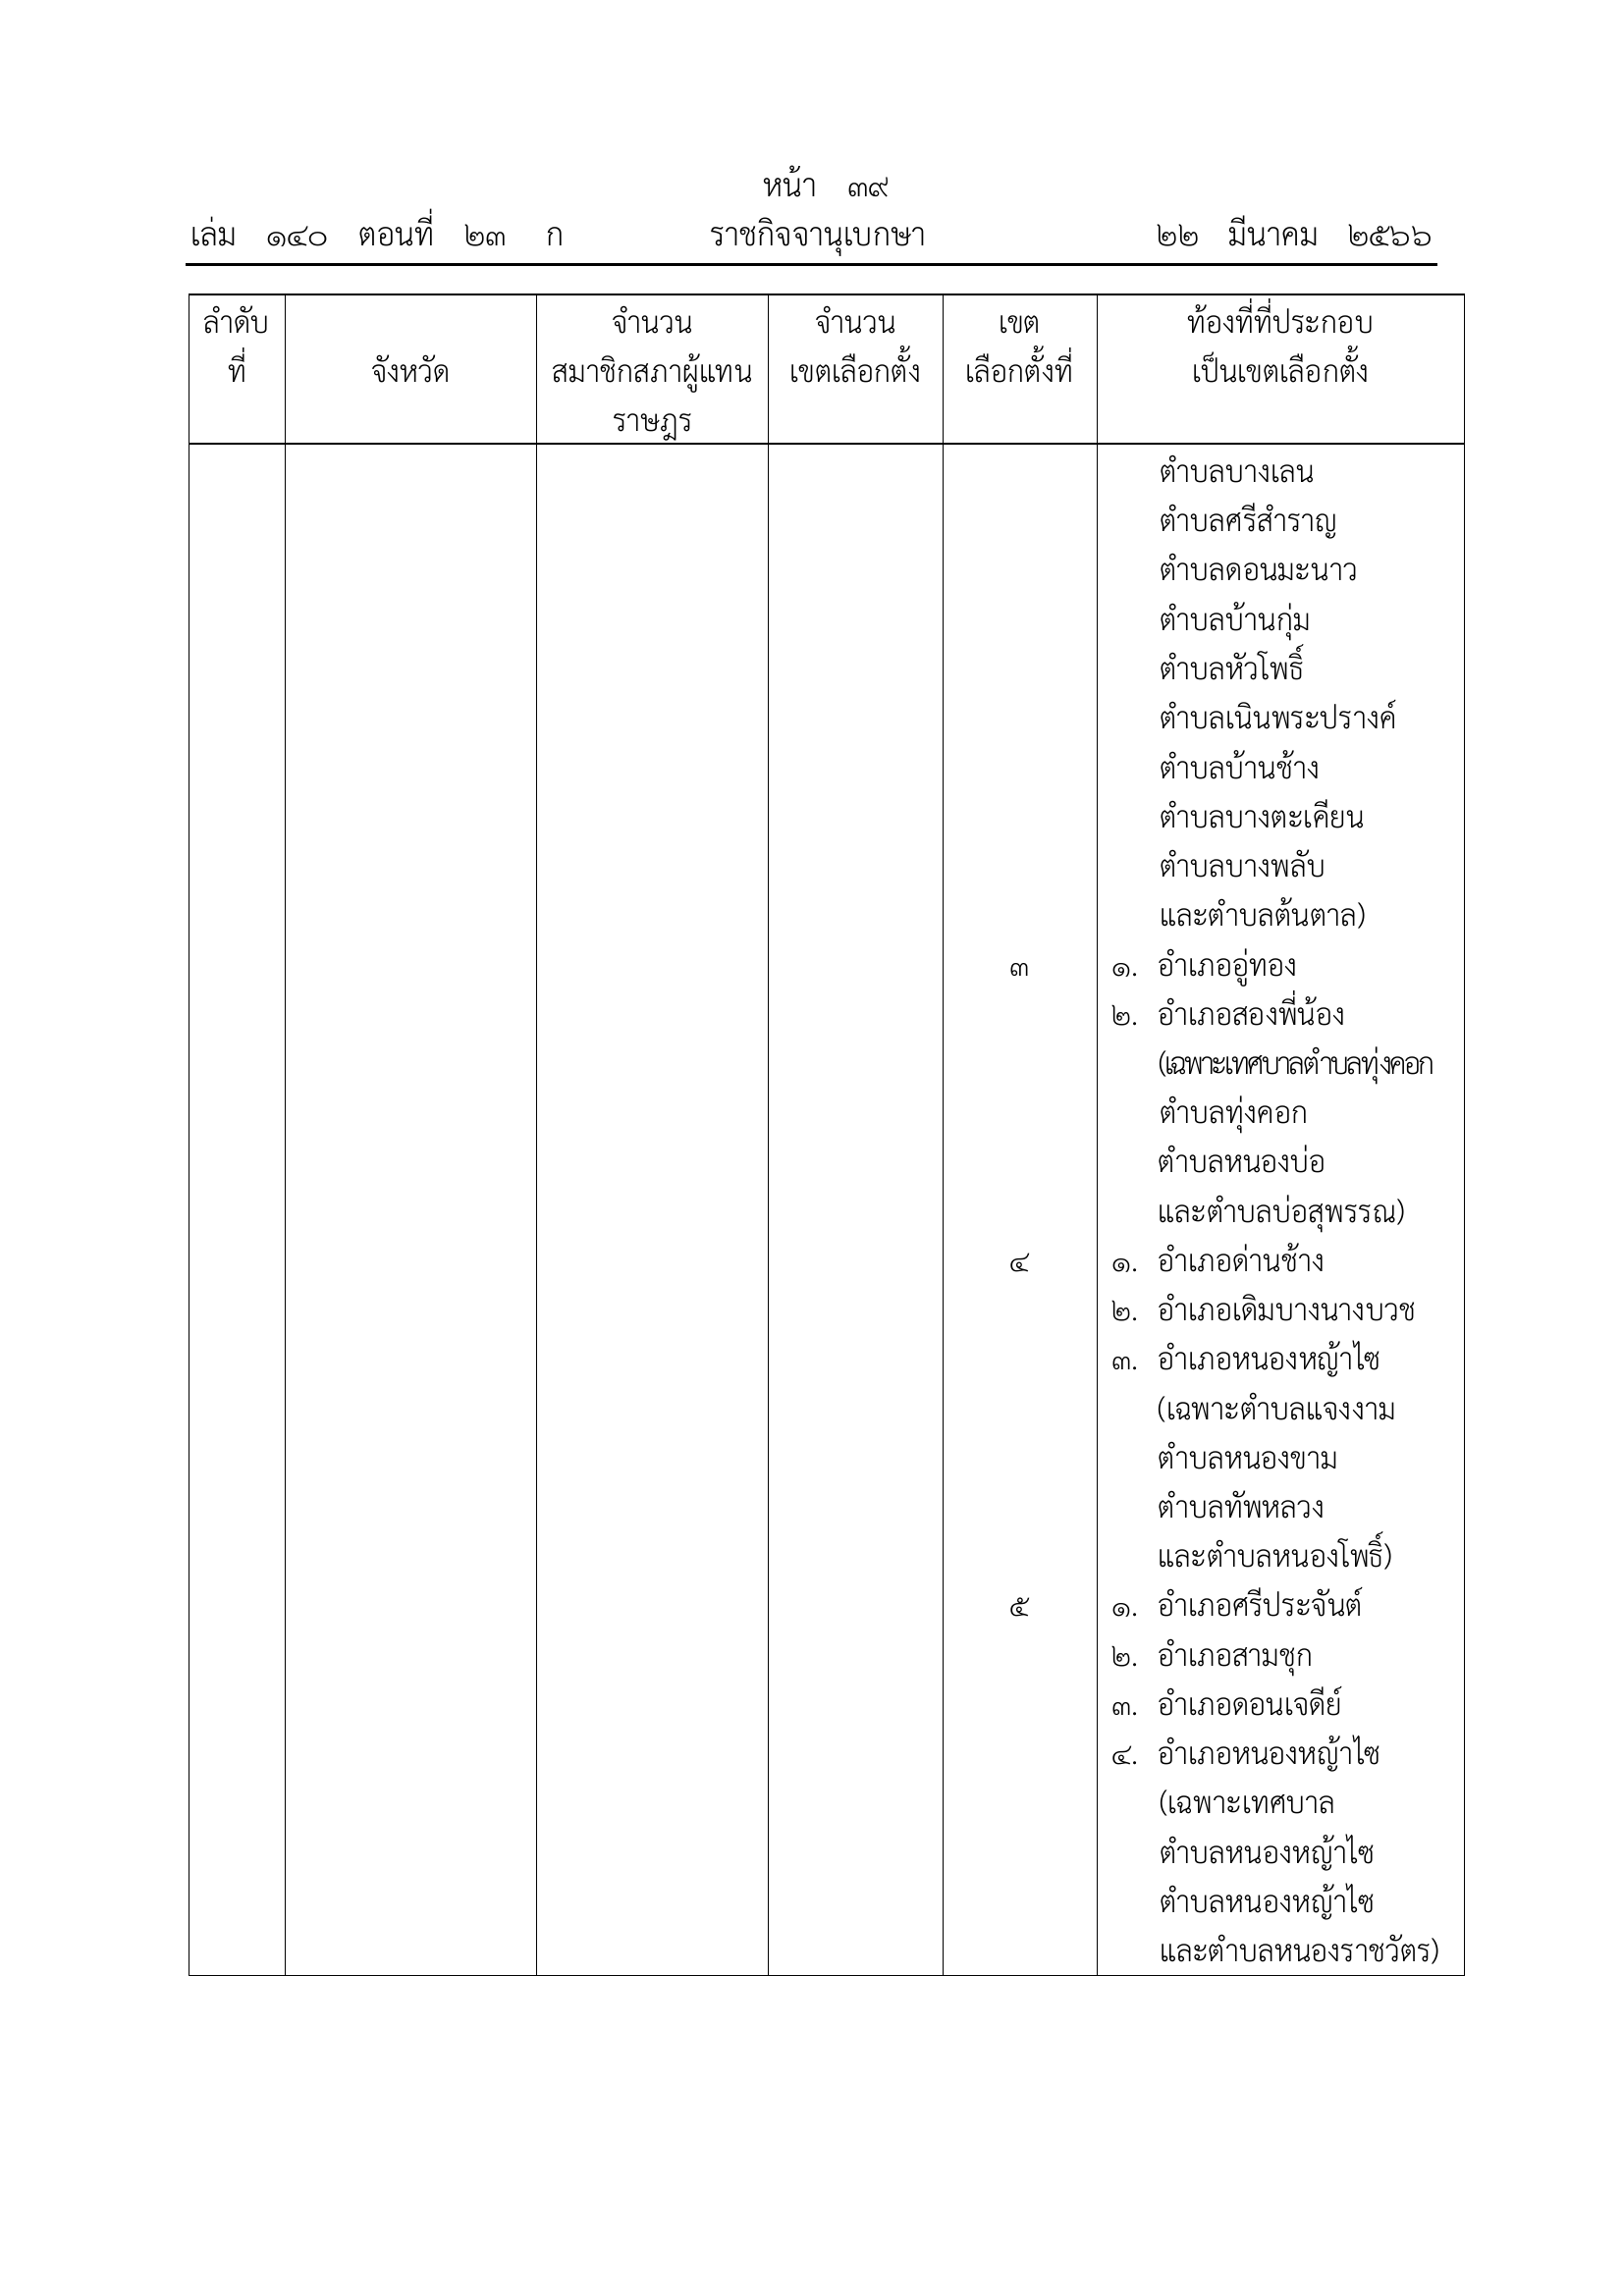 หน้า ๓๙
เล่ม ๑๔๐ ตอนที่ ๒๓ ก ราชกิจจานุเบกษา ๒๒ มีนาคม ๒๕๖๖
ลำดับ จำนวน จำนวน เขต ท้องที่ที่ประกอบ
ที่ จังหวัด สมาชิกสภาผู้แทน เขตเลือกตั้ง เลือกตั้งที่ เป็นเขตเลือกตั้ง
ราษฎร
ตำบลบางเลน
ตำบลศรีสำราญ
ตำบลดอนมะนาว
ตำบลบ้านกุ่ม
ตำบลหัวโพธิ์
ตำบลเนินพระปรางค์
ตำบลบ้านช้าง
ตำบลบางตะเคียน
ตำบลบางพลับ
และตำบลต้นตาล)
๓ ๑. อำเภออู่ทอง
๒. อำเภอสองพี่น้อง
(เฉพาะเทศบาลตำบลทุ่งคอก
ตำบลทุ่งคอก
ตำบลหนองบ่อ
และตำบลบ่อสุพรรณ)
๔ ๑. อำเภอด่านช้าง
๒. อำเภอเดิมบางนางบวช
๓. อำเภอหนองหญ้าไซ
(เฉพาะตำบลแจงงาม
ตำบลหนองขาม
ตำบลทัพหลวง
และตำบลหนองโพธิ์)
๕ ๑. อำเภอศรีประจันต์
๒. อำเภอสามชุก
๓. อำเภอดอนเจดีย์
๔. อำเภอหนองหญ้าไซ
(เฉพาะเทศบาล
ตำบลหนองหญ้าไซ
ตำบลหนองหญ้าไซ
และตำบลหนองราชวัตร)